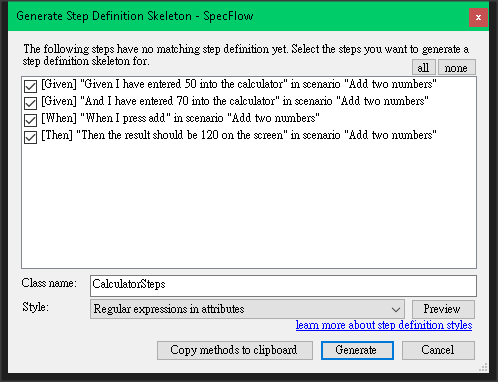 Generate Step Definition Skeleton - SpecFlow
x
The following steps have no matching step definition yet. Select the steps you want to generate a
step definition skeleton for.
all none
[Given] "Given I have entered 50 into the calculator" in scenario "Add two numbers"
[Given] "And I have entered 70 into the calculator" in scenario "Add two numbers"
[When] "When I press add" in scenario "Add two numbers"
[Then] "Then the result should be 120 on the screen" in scenario "Add two numbers"
Class name: CalculatorSteps
Style: Regular expressions in attributes Preview
learn more about step definition styles
Copy methods to clipboard Generate Cancel